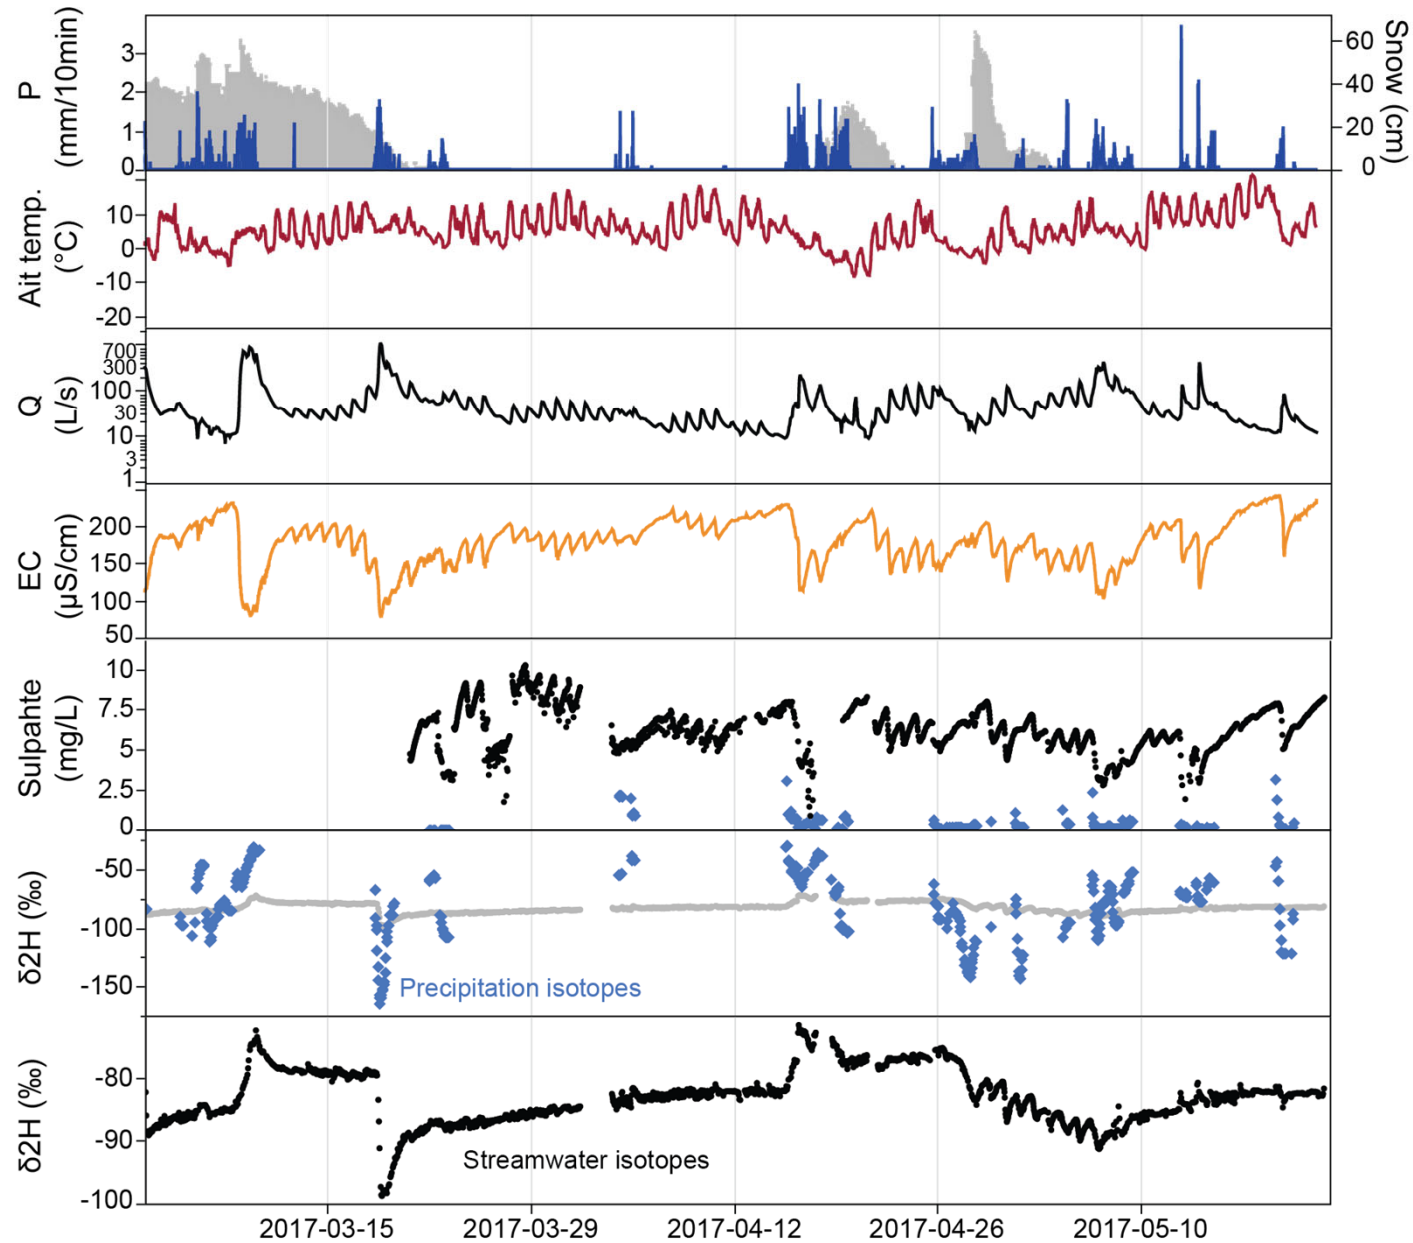 P
(mm/10min)
3
2
1
0
Snow (cm)
60
40
20
0
Ait temp.
(°C)
10
0
-10
-20
Q
(L/s)
700
300
100
30
10
3
1
EC
(µS/cm)
200
150
100
50
Sulpahte
(mg/L)
10
7.5
5
2.5
0
δ2H (‰)
-50
-100
-150
Precipitation isotopes
δ2H (‰)
-80
-90
-100
Streamwater isotopes
2017-03-15 2017-03-29 2017-04-12 2017-04-26 2017-05-10